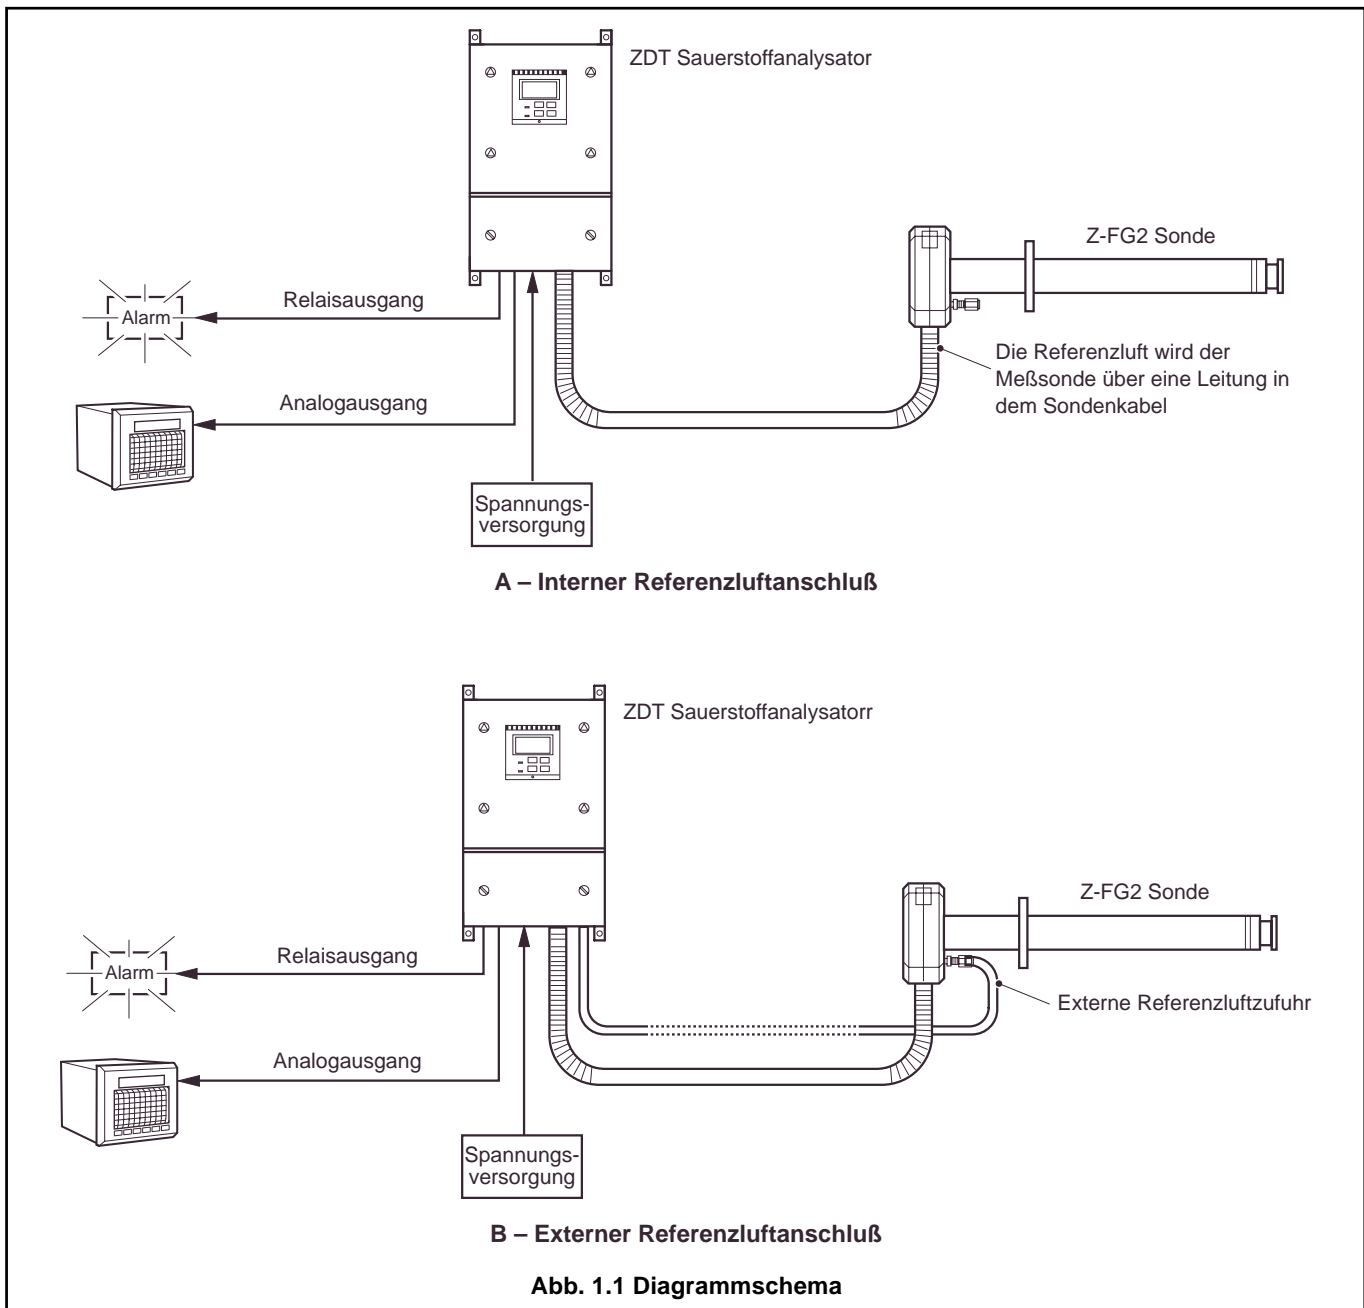 ZDT Sauerstoffanalysator
Z-FG2 Sonde
Relaisausgang
Alarm
Die Referenzluft wird der
Meßsonde über eine Leitung in
dem Sondenkabel
Analogausgang
Spannungs-
versorgung
A – Interner Referenzluftanschluß
ZDT Sauerstoffanalysatorr
Z-FG2 Sonde
Relaisausgang
Alarm
Externe Referenzluftzufuhr
Analogausgang
Spannungs-
versorgung
B – Externer Referenzluftanschluß
Abb. 1.1 Diagrammschema